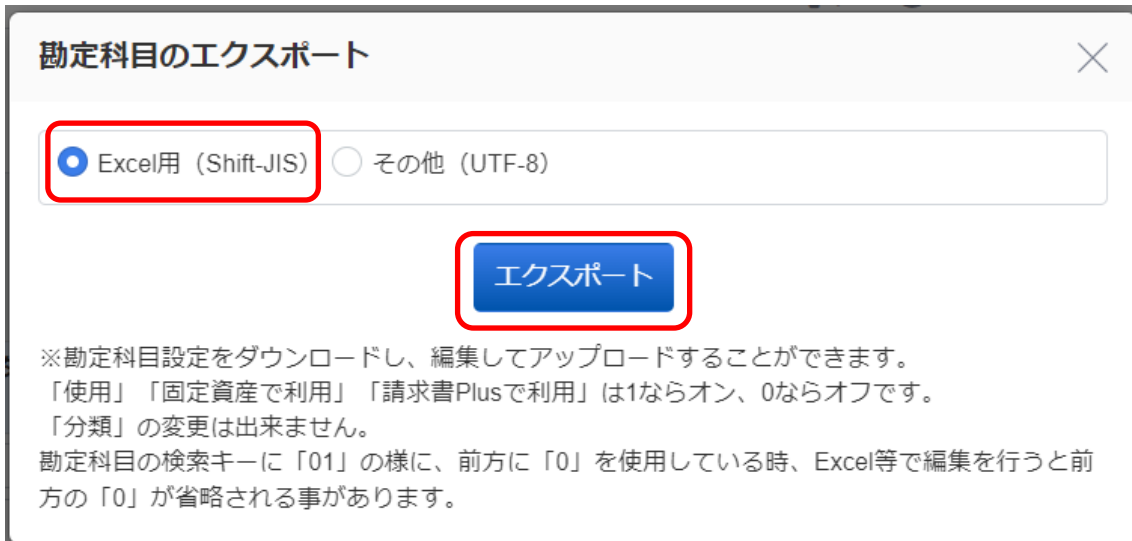 勘定科目のエクスポート
Excel用（Shift-JIS） その他（UTF-8）
エクスポート
※勘定科目設定をダウンロードし、編集してアップロードすることができます。
「使用」「固定資産で利用」「請求書Plusで利用」は1ならオン、0ならオフです。
「分類」の変更は出来ません。
勘定科目の検索キーに「01」の様に、前方に「0」を使用している時、Excel等で編集を行うと前
方の「0」が省略される事があります。